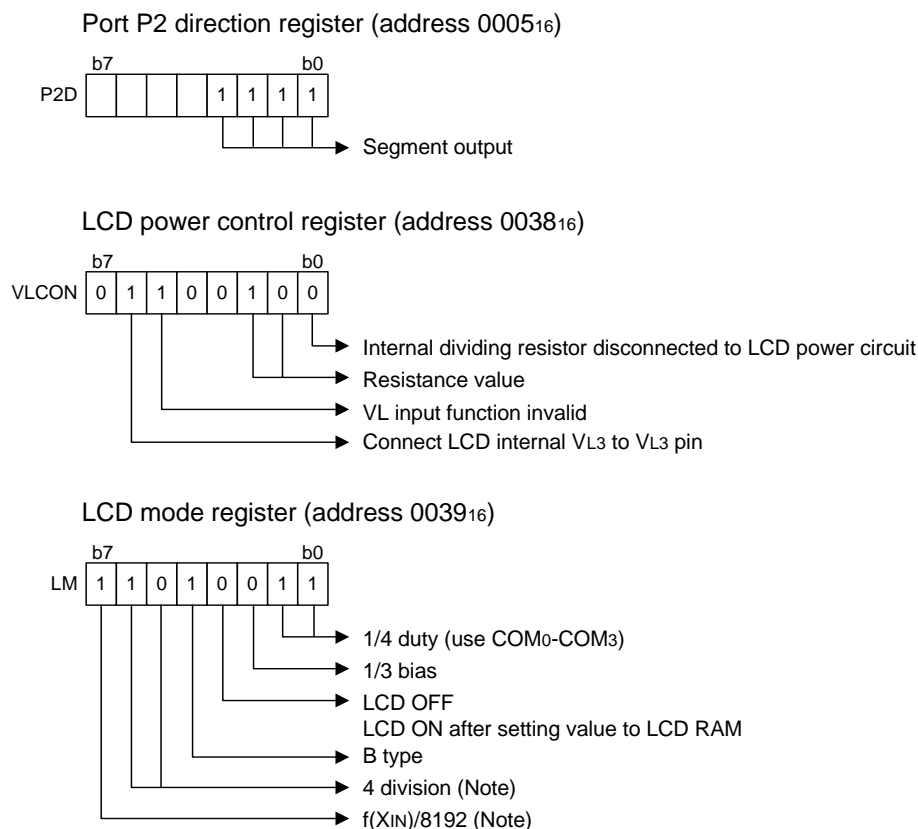 Port P2 direction register (address 000516)
b7 b0
P2D 1 1 1 1
Segment output
LCD power control register (address 003816)
b7 b0
VLCON 0 1 1 0 0 1 0 0
Internal dividing resistor disconnected to LCD power circuit
Resistance value
VL input function invalid
Connect LCD internal VL3 to VL3 pin
LCD mode register (address 003916)
b7 b0
LM 1 1 0 1 0 0 1 1
1/4 duty (use COM0-COM3)
1/3 bias
LCD OFF
LCD ON after setting value to LCD RAM
B type
4 division (Note)
f(XIN)/8192 (Note)